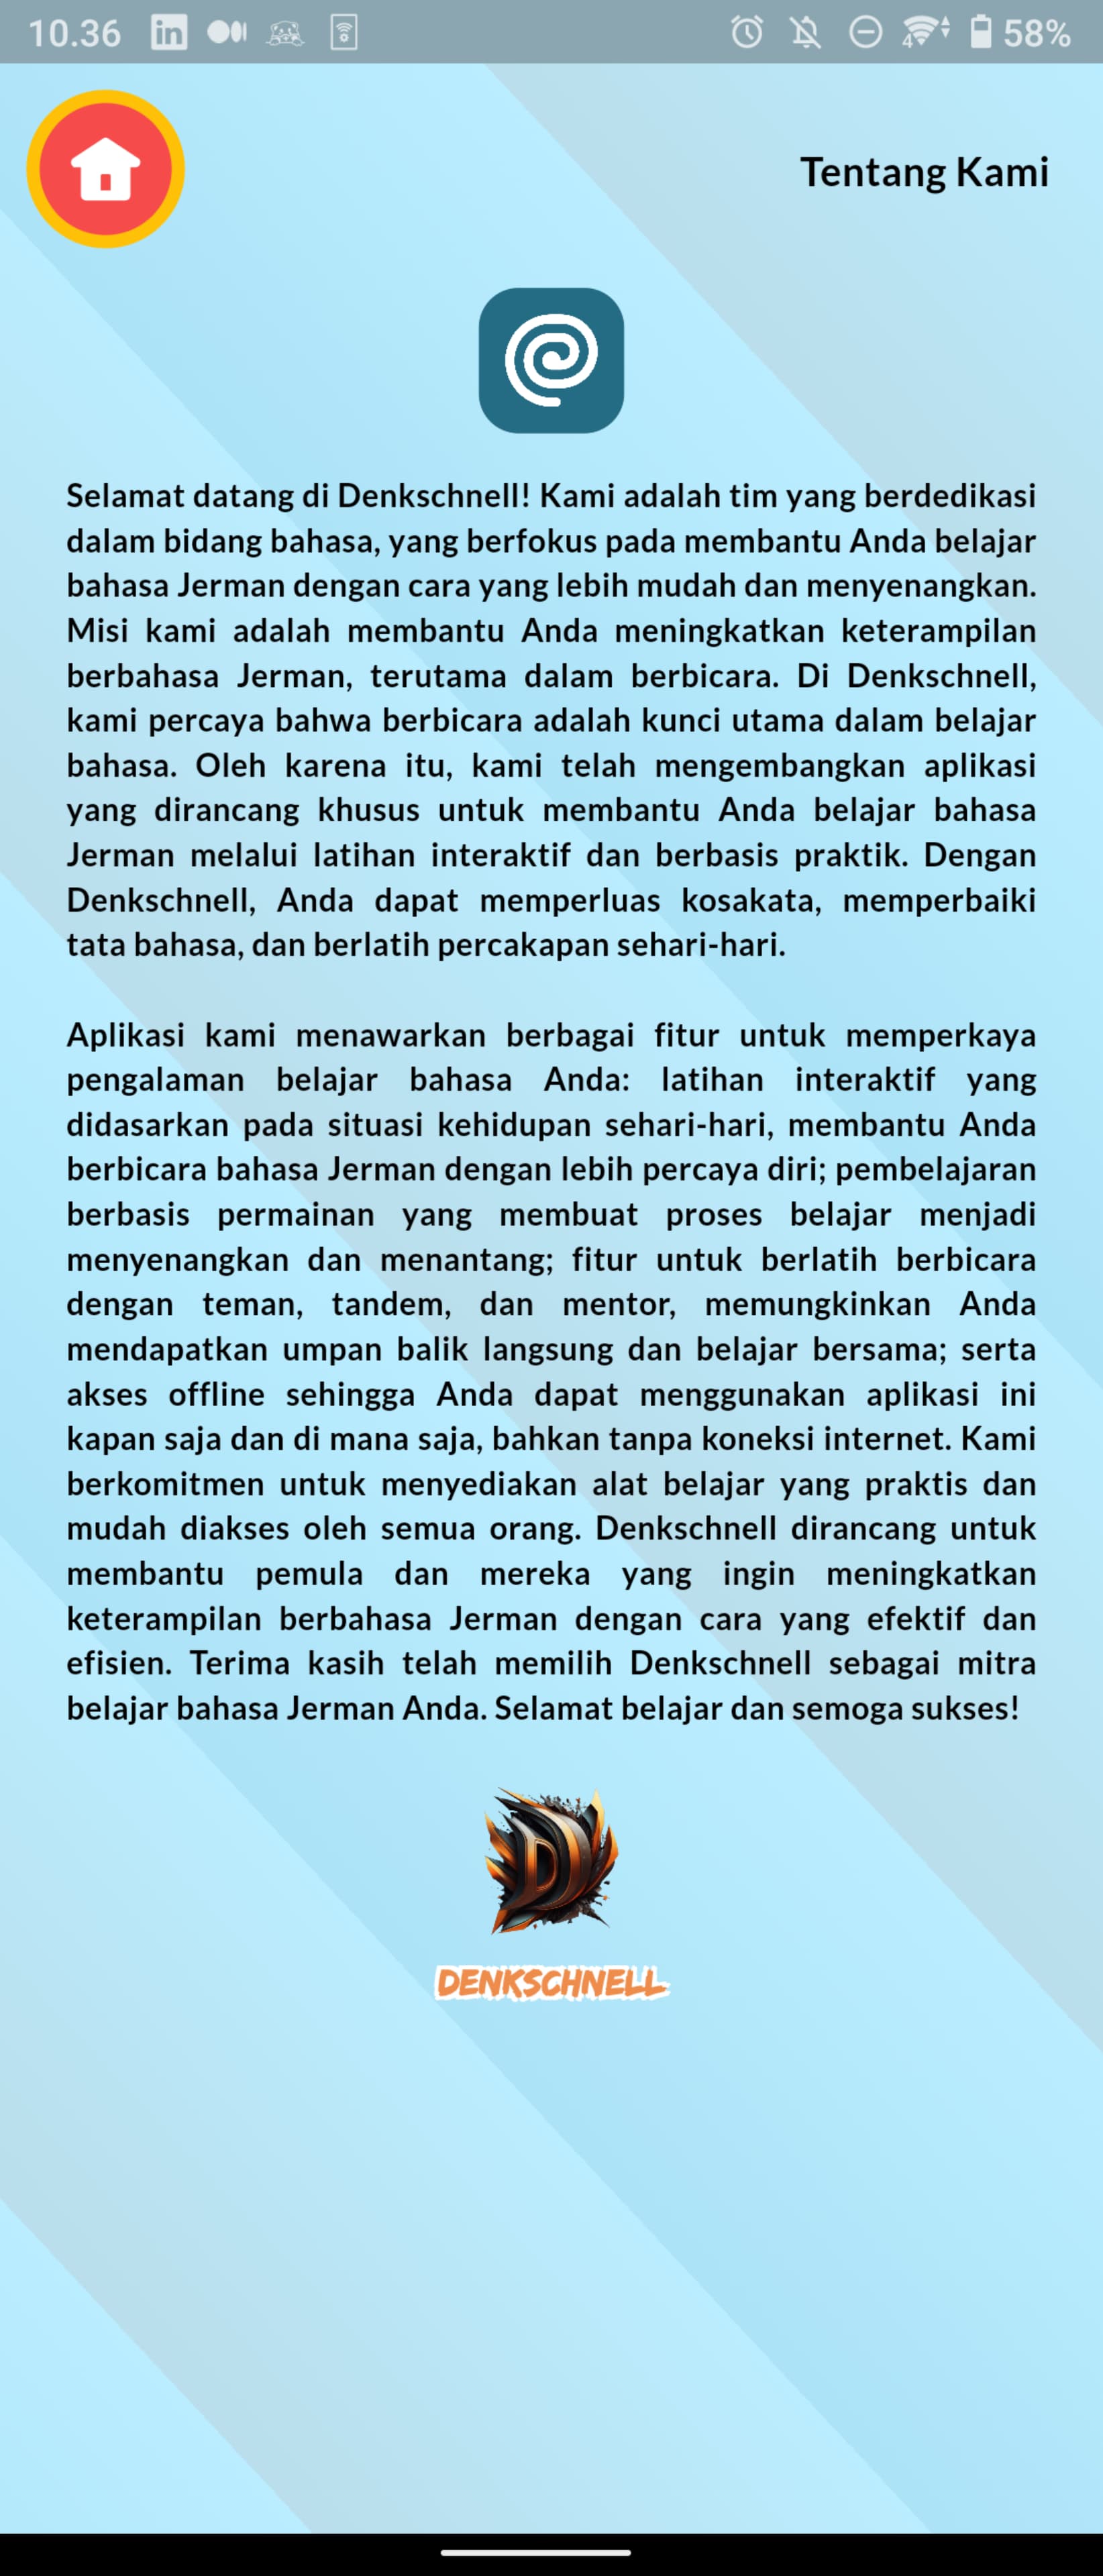 10.36
58%
Tentang Kami
Selamat datang di Denkschnell! Kami adalah tim yang berdedikasi
dalam bidang bahasa, yang berfokus pada membantu Anda belajar
bahasa Jerman dengan cara yang lebih mudah dan menyenangkan.
Misi kami adalah membantu Anda meningkatkan keterampilan
berbahasa Jerman, terutama dalam berbicara. Di Denkschnell,
kami percaya bahwa berbicara adalah kunci utama dalam belajar
bahasa. Oleh karena itu, kami telah mengembangkan aplikasi
yang dirancang khusus untuk membantu Anda belajar bahasa
Jerman melalui latihan interaktif dan berbasis praktik. Dengan
Denkschnell, Anda dapat memperluas kosakata, memperbaiki
tata bahasa, dan berlatih percakapan sehari-hari.
Aplikasi kami menawarkan berbagai fitur untuk memperkaya
pengalaman belajar bahasa Anda: latihan interaktif yang
didasarkan pada situasi kehidupan sehari-hari, membantu Anda
berbicara bahasa Jerman dengan lebih percaya diri; pembelajaran
berbasis permainan yang membuat proses belajar menjadi
menyenangkan dan menantang; fitur untuk berlatih berbicara
dengan teman, tandem, dan mentor, memungkinkan Anda
mendapatkan umpan balik langsung dan belajar bersama; serta
akses offline sehingga Anda dapat menggunakan aplikasi ini
kapan saja dan di mana saja, bahkan tanpa koneksi internet. Kami
berkomitmen untuk menyediakan alat belajar yang praktis dan
mudah diakses oleh semua orang. Denkschnell dirancang untuk
membantu pemula dan mereka yang ingin meningkatkan
keterampilan berbahasa Jerman dengan cara yang efektif dan
efisien. Terima kasih telah memilih Denkschnell sebagai mitra
belajar bahasa Jerman Anda. Selamat belajar dan semoga sukses!
D
DENKSCHNELL